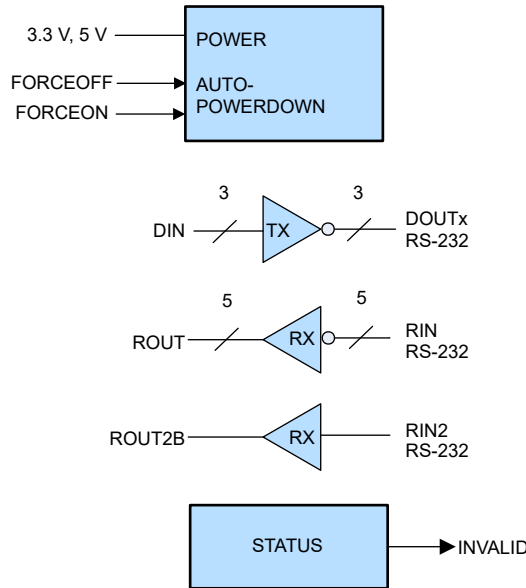 3.3 V, 5 V
POWER
FORCEOFF
AUTO-
FORCEON
POWERDOWN
3
3
DIN
TX
DOUTx
RS-232
5
5
ROUT
RX
RIN
RS-232
ROUT2B
RX
RIN2
RS-232
STATUS
INVALID